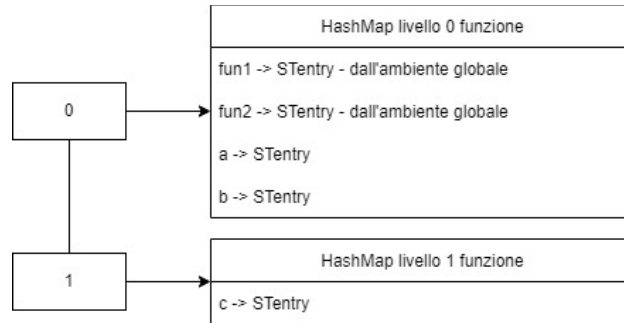 HashMap livello 0 funzione
fun1 -> STentry - dall'ambiente globale
0
fun2 -> STentry - dall'ambiente globale
a -> STentry
b -> STentry
HashMap livello 1 funzione
1
c -> STentry